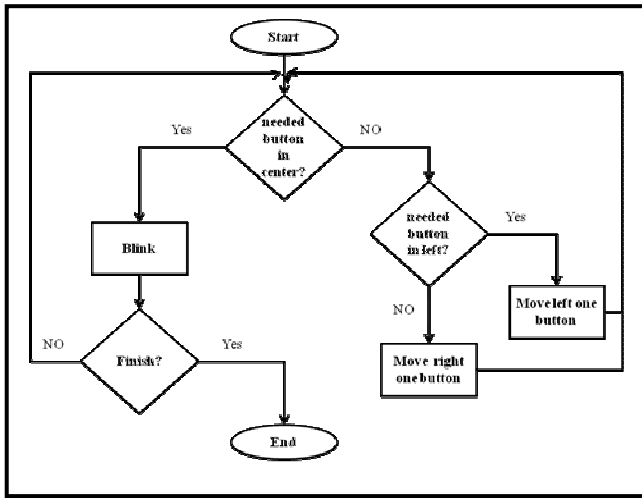 Start
needed
button
in
center?
Yes
NO
needed
button
in left?
Yes
Blink
Move left one
button
NO
Finish?
NO
Yes
Move right
one button
End